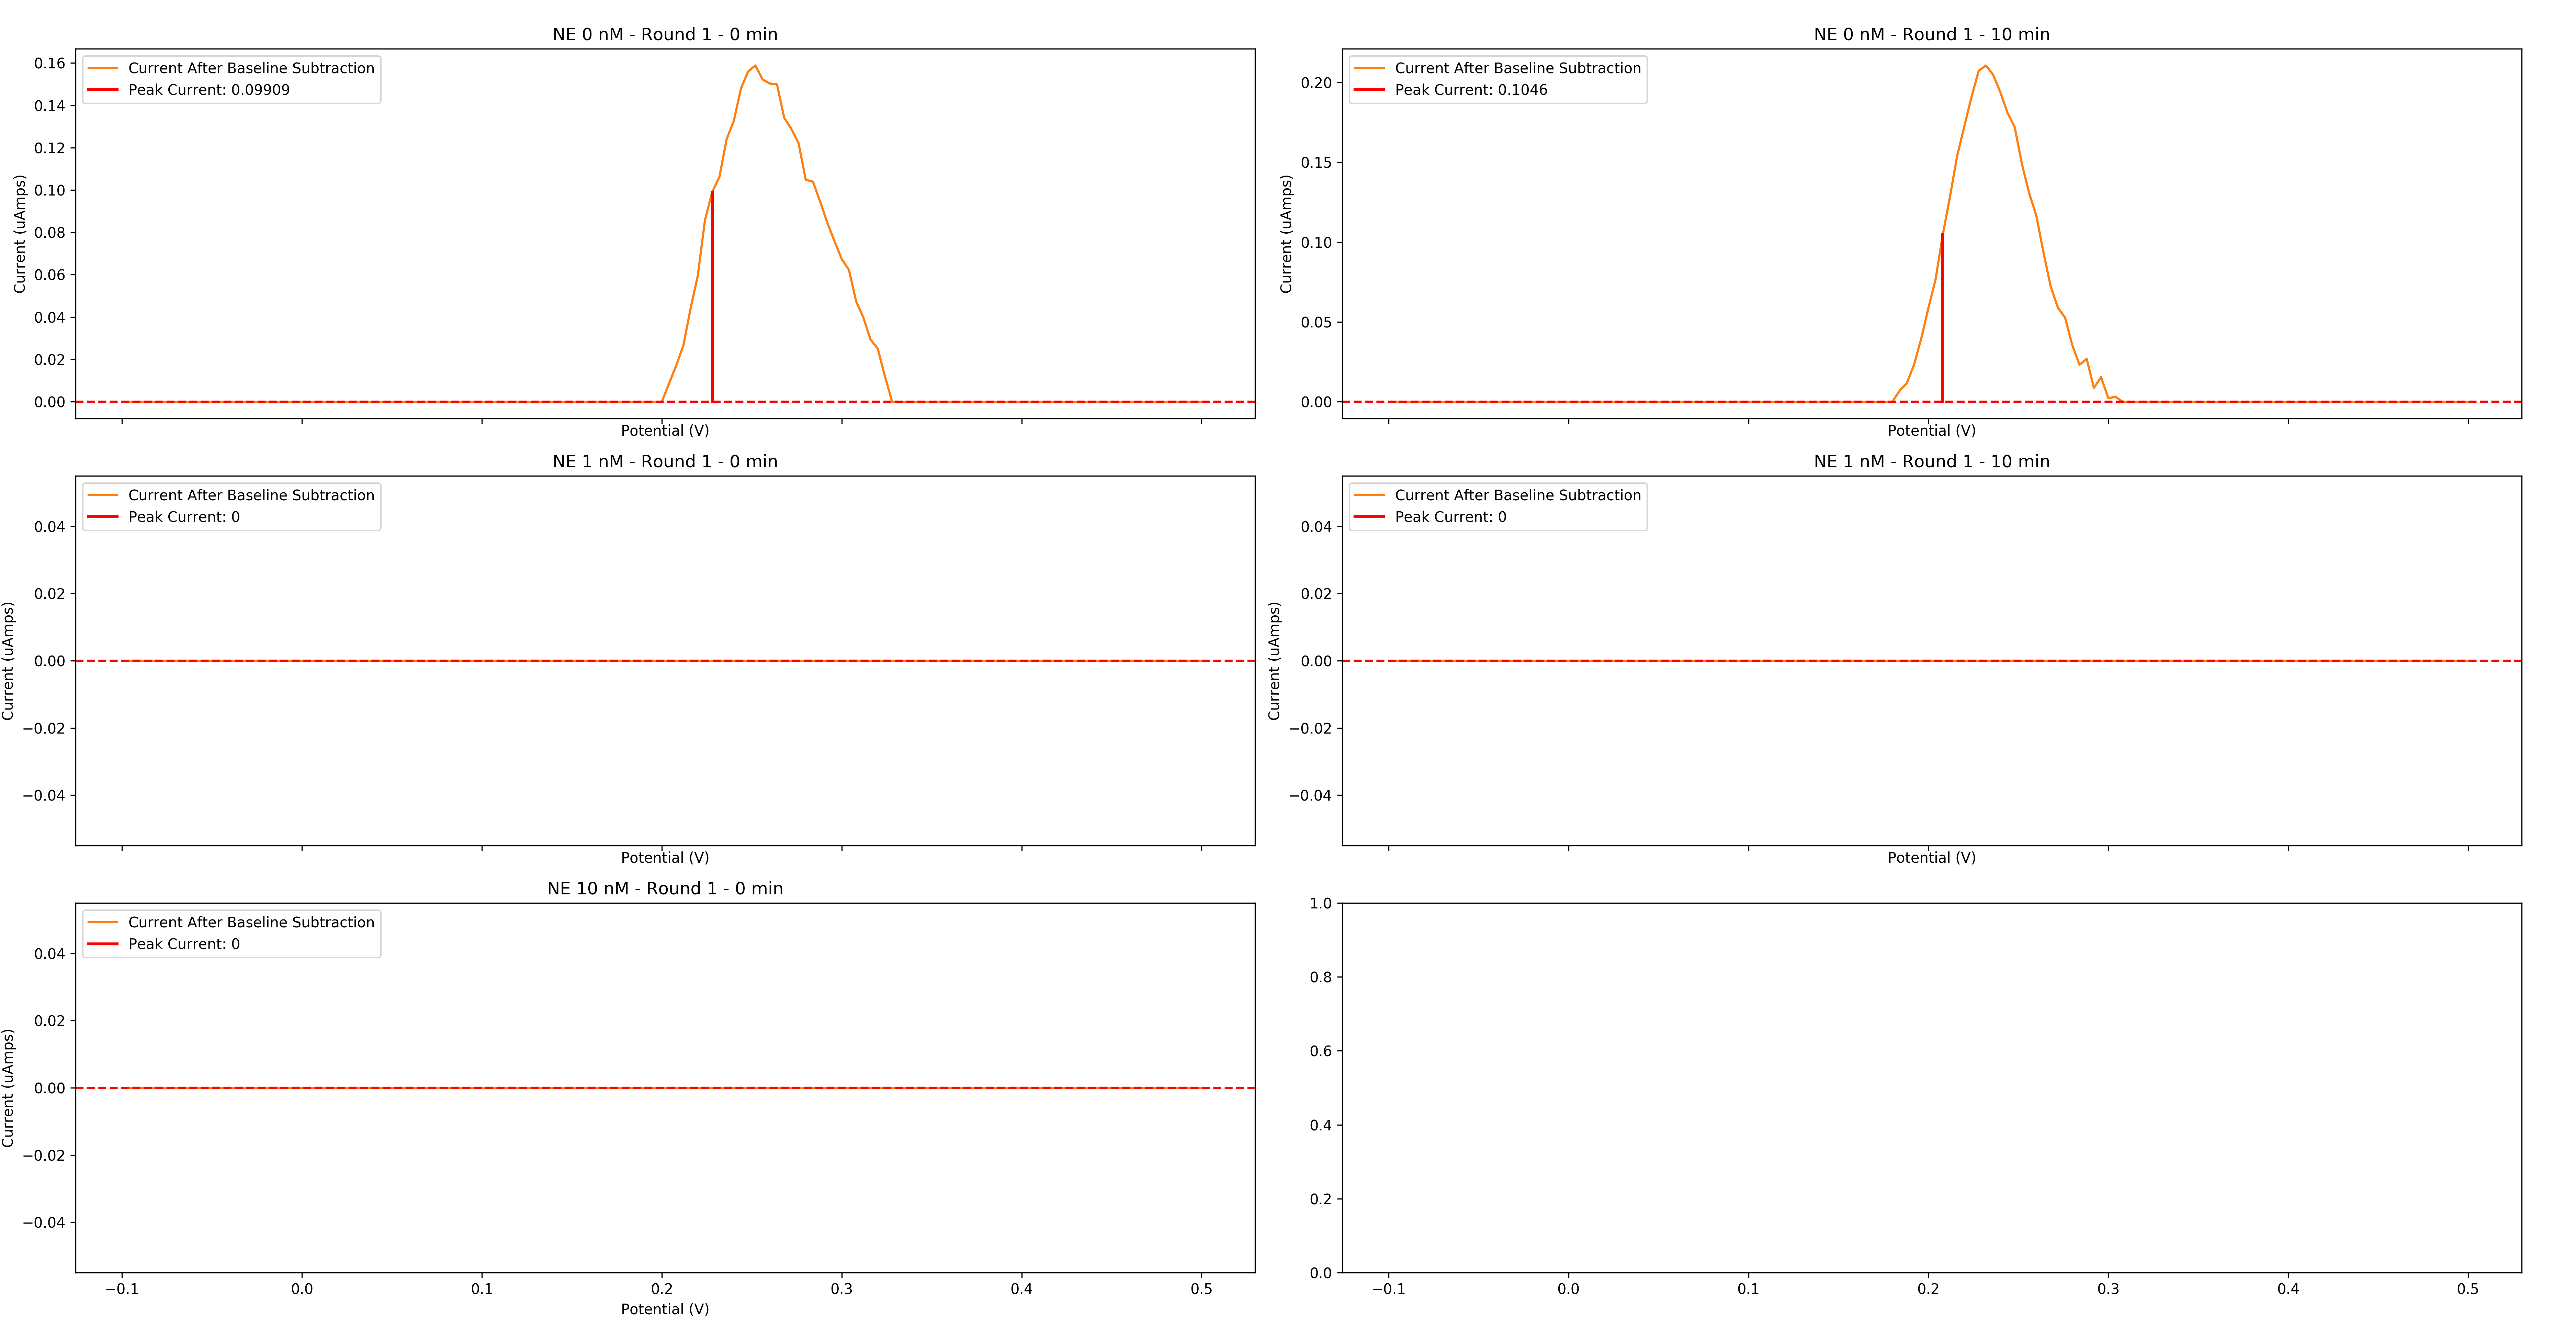 NE 0 nM - Round 1 - 0 min
Current After Baseline Subtraction
Peak Current: 0.09909
0.16
0.14
0.12
0.10
0.08
0.06
0.04
0.02
0.00
Current (uAmps)
Potential (V)
NE 0 nM - Round 1 - 10 min
Current After Baseline Subtraction
Peak Current: 0.1046
0.20
0.15
0.10
0.05
0.00
Current (uAmps)
Potential (V)
NE 1 nM - Round 1 - 0 min
Current After Baseline Subtraction
Peak Current: 0
0.04
0.02
0.00
−0.02
−0.04
Current (uAmps)
Potential (V)
NE 1 nM - Round 1 - 10 min
Current After Baseline Subtraction
Peak Current: 0
0.04
0.02
0.00
−0.02
−0.04
Current (uAmps)
Potential (V)
NE 10 nM - Round 1 - 0 min
Current After Baseline Subtraction
Peak Current: 0
0.04
0.02
0.00
−0.02
−0.04
Current (uAmps)
−0.1 0.0 0.1 0.2 0.3 0.4 0.5
Potential (V)
1.0
0.8
0.6
0.4
0.2
0.0
−0.1 0.0 0.1 0.2 0.3 0.4 0.5